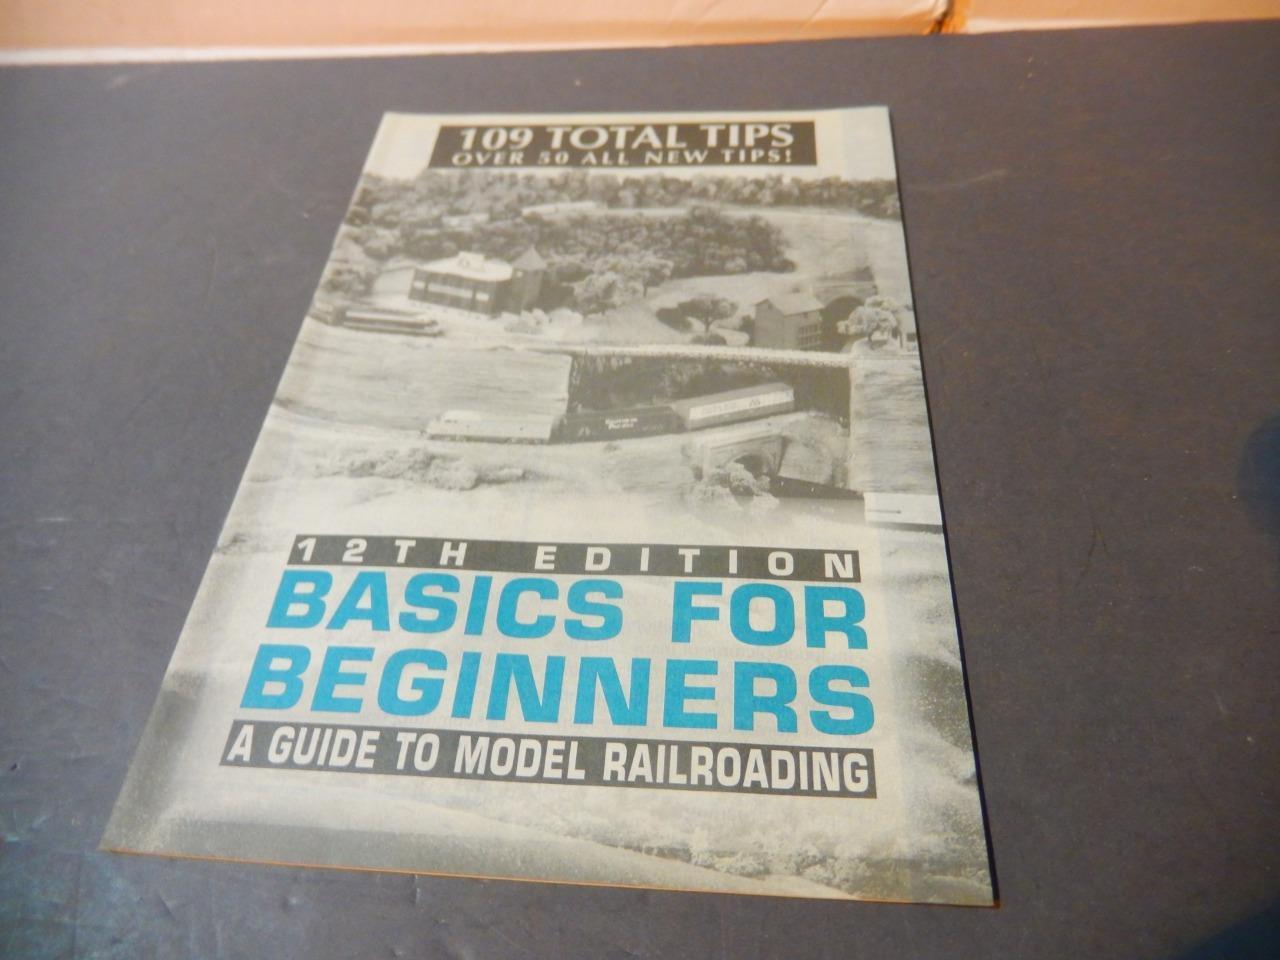 109 TOTAL TIPS
OVER 50 ALL NEW TIPS!
12TH EDITION
BASICS FOR
BEGINNERS
A GUIDE TO MODEL RAILROADING